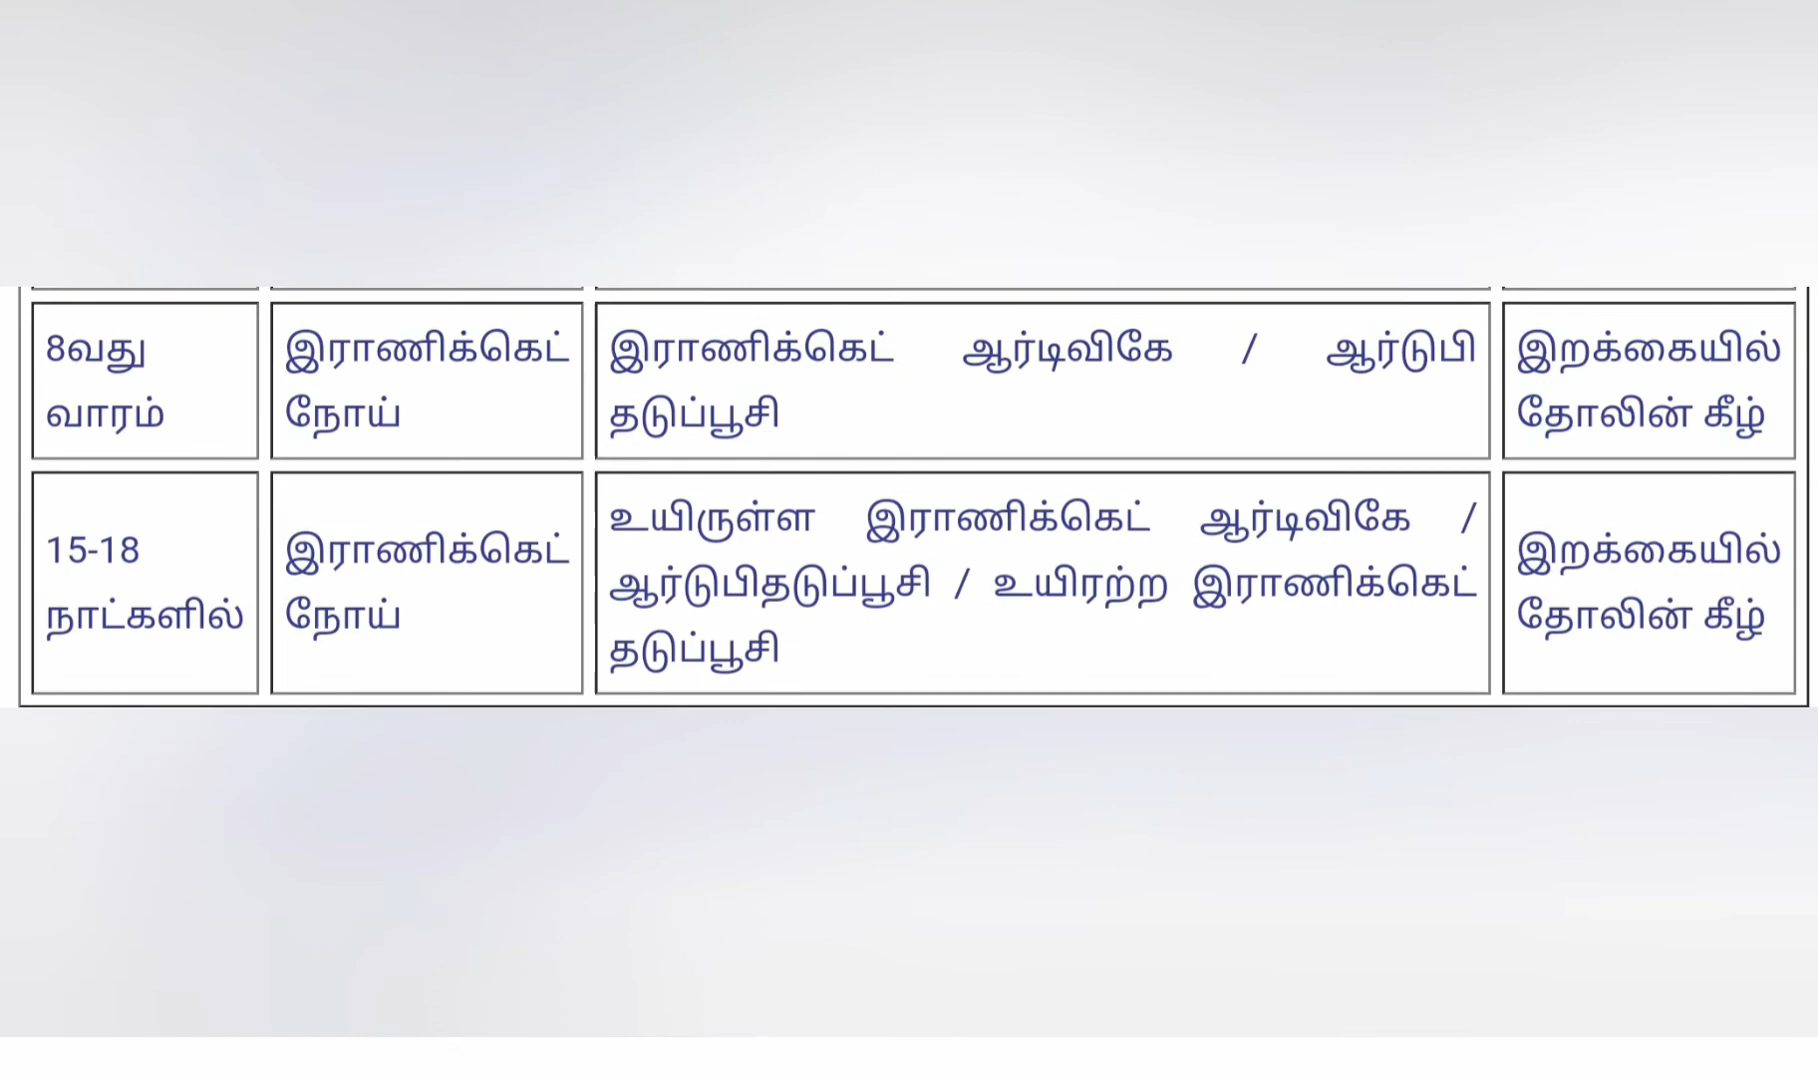 8வது
வாரம்
இராணிக்கெட்
நோய்
இராணிக்கெட் ஆர்டிவிகே / ஆர்டுபி
தடுப்பூசி
இறக்கையில்
தோலின் கீழ்
15-18
நாட்களில்
இராணிக்கெட்
நோய்
உயிருள்ள இராணிக்கெட் ஆர்டிவிகே /
ஆர்டுபிதடுப்பூசி / உயிரற்ற இராணிக்கெட்
தடுப்பூசி
இறக்கையில்
தோலின் கீழ்